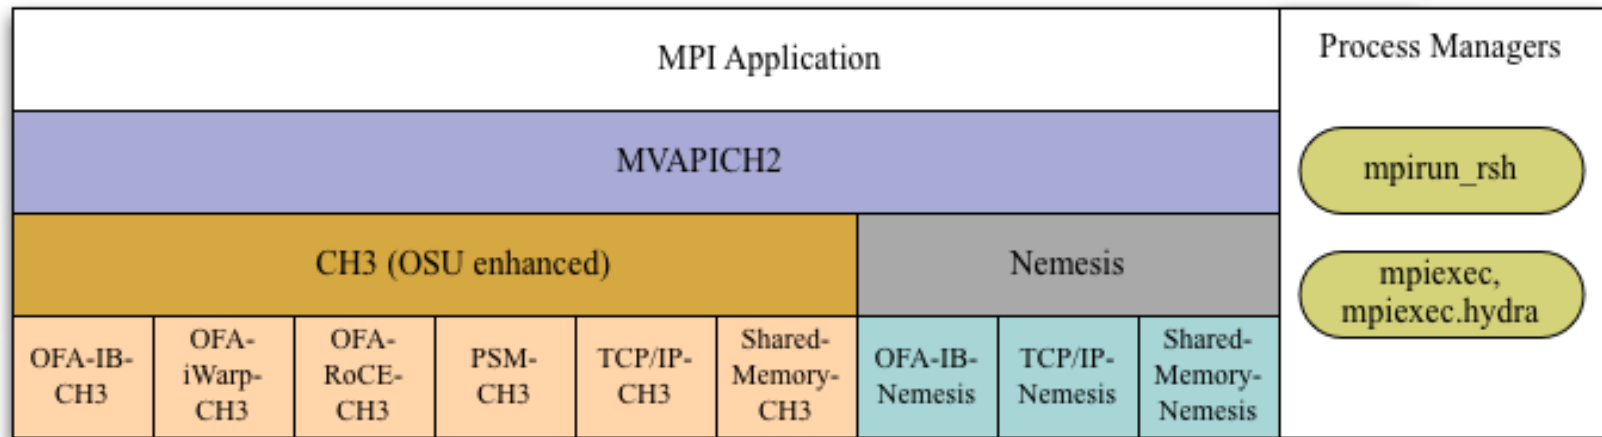 MPI Application
Process Managers
MVAPICH2
mpirun_rsh
CH3 (OSU enhanced)
Nemesis
mpiexec,
mpiexec.hydra
OFA-IB-
CH3
OFA-
iWarp-
CH3
OFA-
RoCE-
CH3
PSM-
CH3
TCP/IP-
CH3
Shared-
Memory-
CH3
OFA-IB-
Nemesis
TCP/IP-
Nemesis
Shared-
Memory-
Nemesis